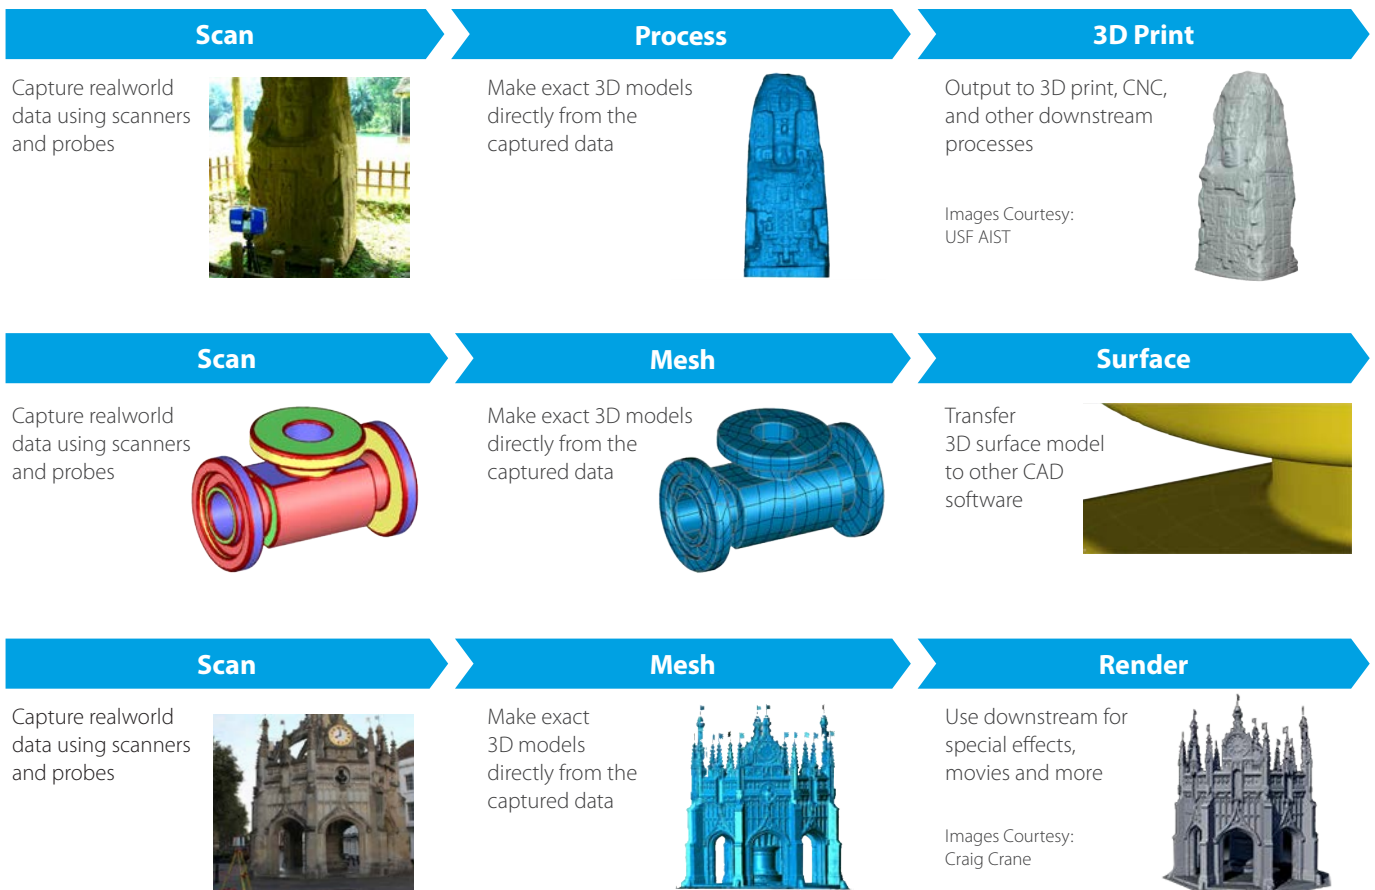 Scan
Process
3D Print
Capture realworld
data using scanners
and probes
Make exact 3D models
directly from the
captured data
Output to 3D print, CNC,
and other downstream
processes
Images Courtesy:
USF AIST
Scan
Mesh
Surface
Capture realworld
data using scanners
and probes
Make exact 3D models
directly from the
captured data
Transfer
3D surface model
to other CAD
software
Scan
Mesh
Render
Capture realworld
data using scanners
and probes
Make exact
3D models
directly from the
captured data
Use downstream for
special effects,
movies and more
Images Courtesy:
Craig Crane